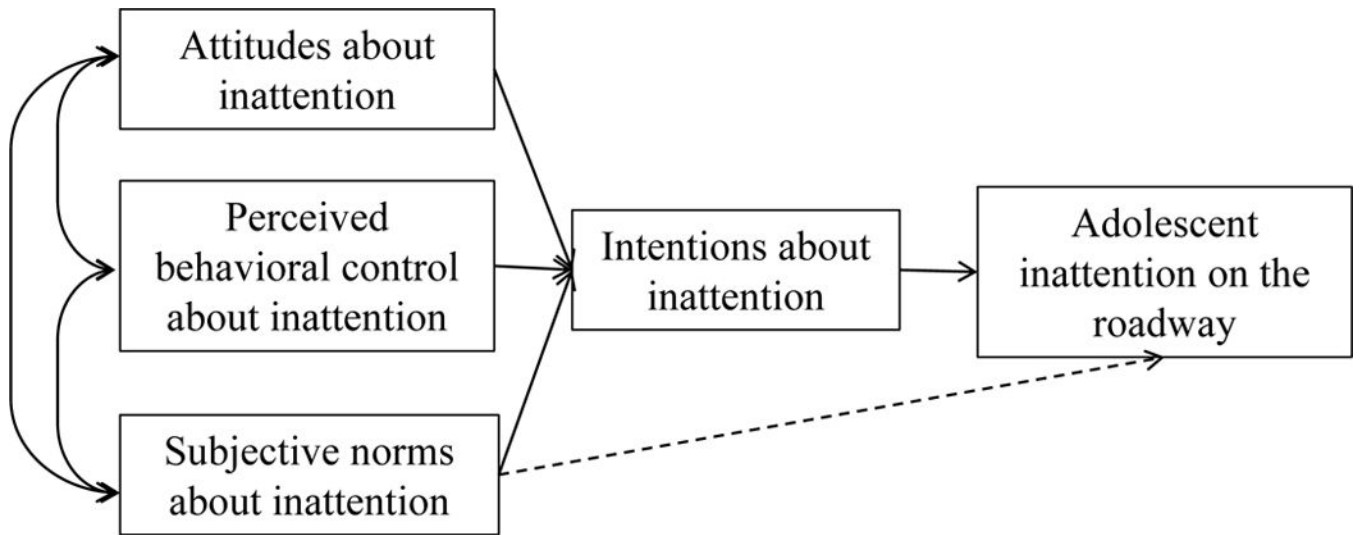 Attitudes about
inattention
Perceived
behavioral control
about inattention
Subjective norms
about inattention
Intentions about
inattention
Adolescent
inattention on the
roadway